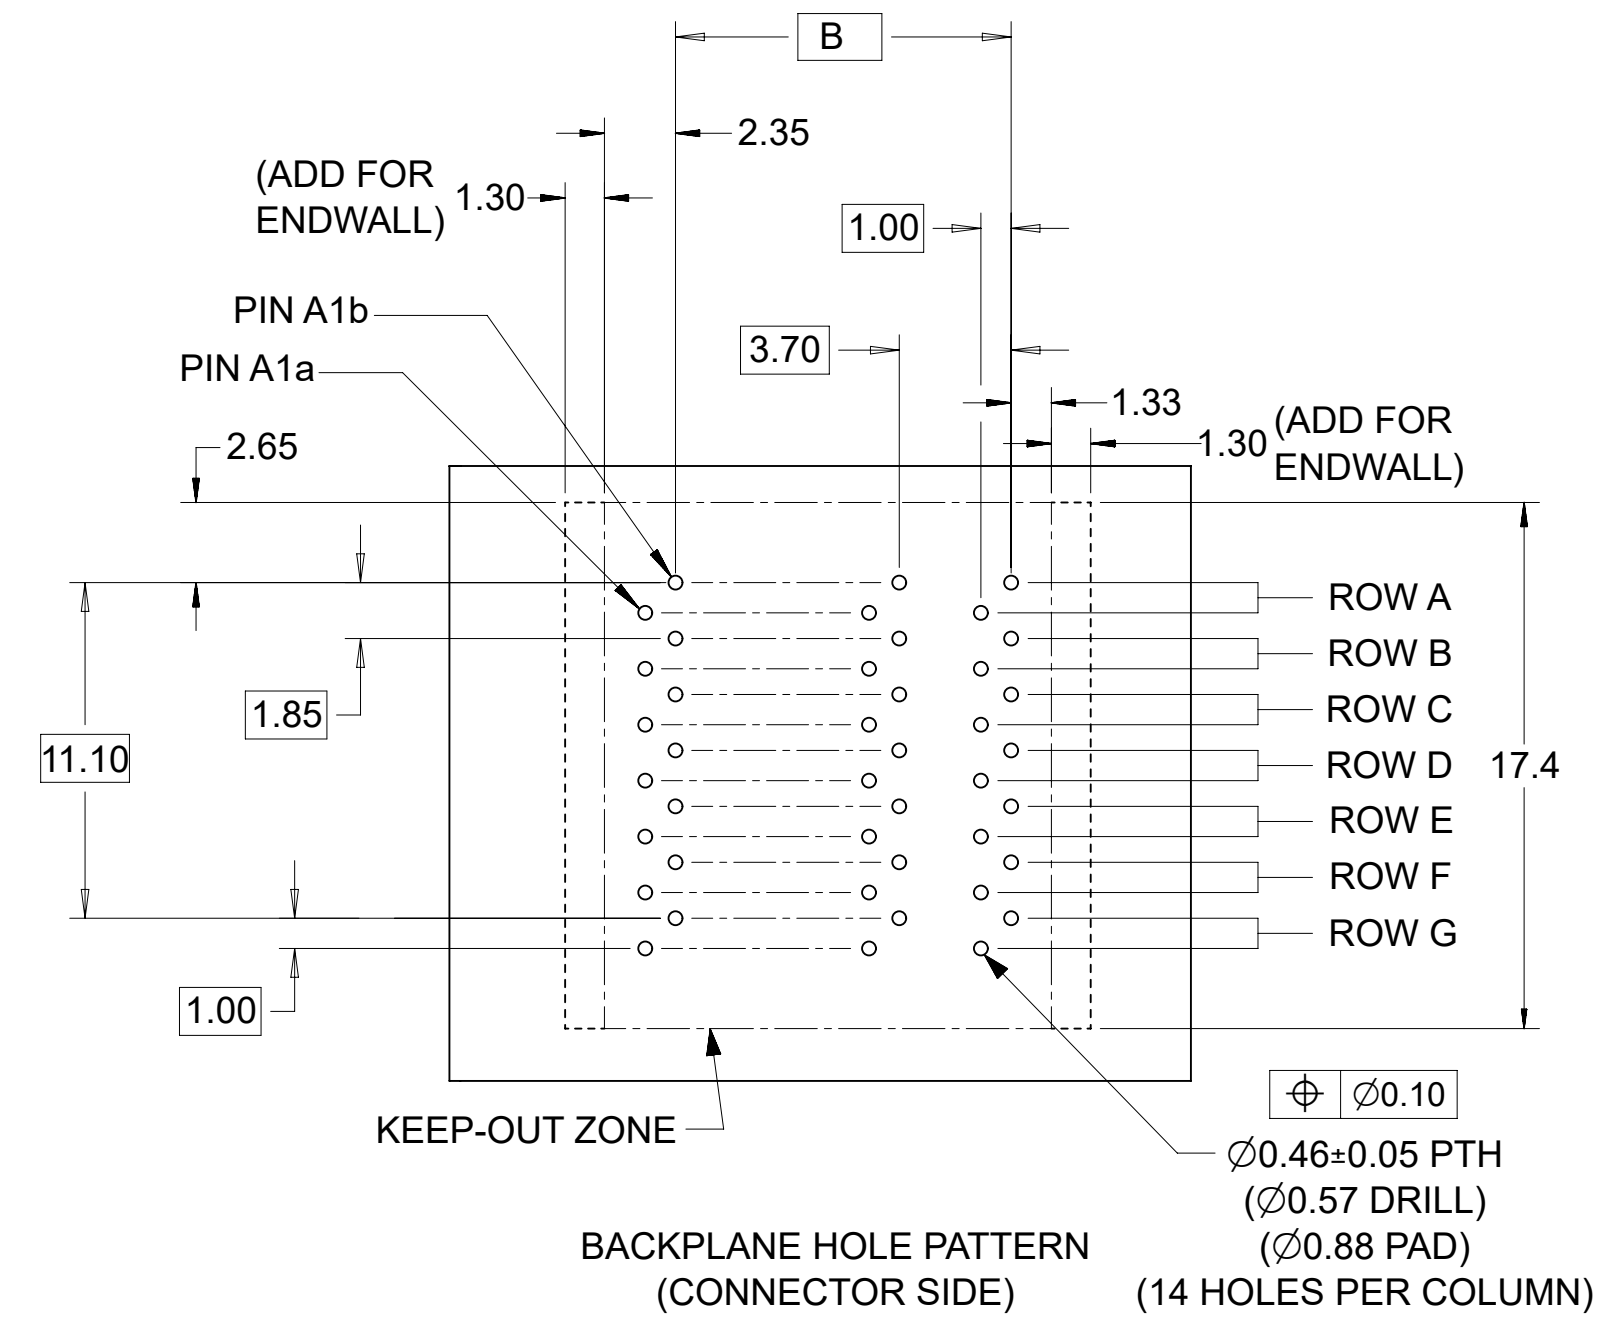 B
2.35
(ADD FOR
ENDWALL)
1.30
1.00
PIN A1b
3.70
PIN A1a
1.33
2.65
1.30
(ADD FOR
ENDWALL)
ROW A
ROW B
1.85
ROW C
11.10
ROW D
17.4
ROW E
ROW F
ROW G
1.00
⌖ ∅0.10
KEEP-OUT ZONE
∅0.46±0.05 PTH
(∅0.57 DRILL)
(∅0.88 PAD)
(14 HOLES PER COLUMN)
BACKPLANE HOLE PATTERN
(CONNECTOR SIDE)